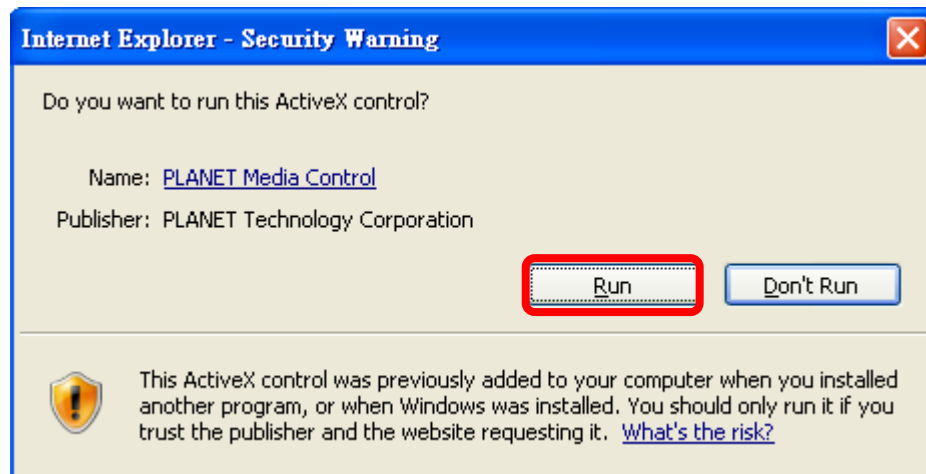 Internet Explorer - Security Warning
Do you want to run this ActiveX control?
Name: PLANET Media Control
Publisher: PLANET Technology Corporation
Run Don't Run
This ActiveX control was previously added to your computer when you installed
another program, or when Windows was installed. You should only run it if you
trust the publisher and the website requesting it. What's the risk?